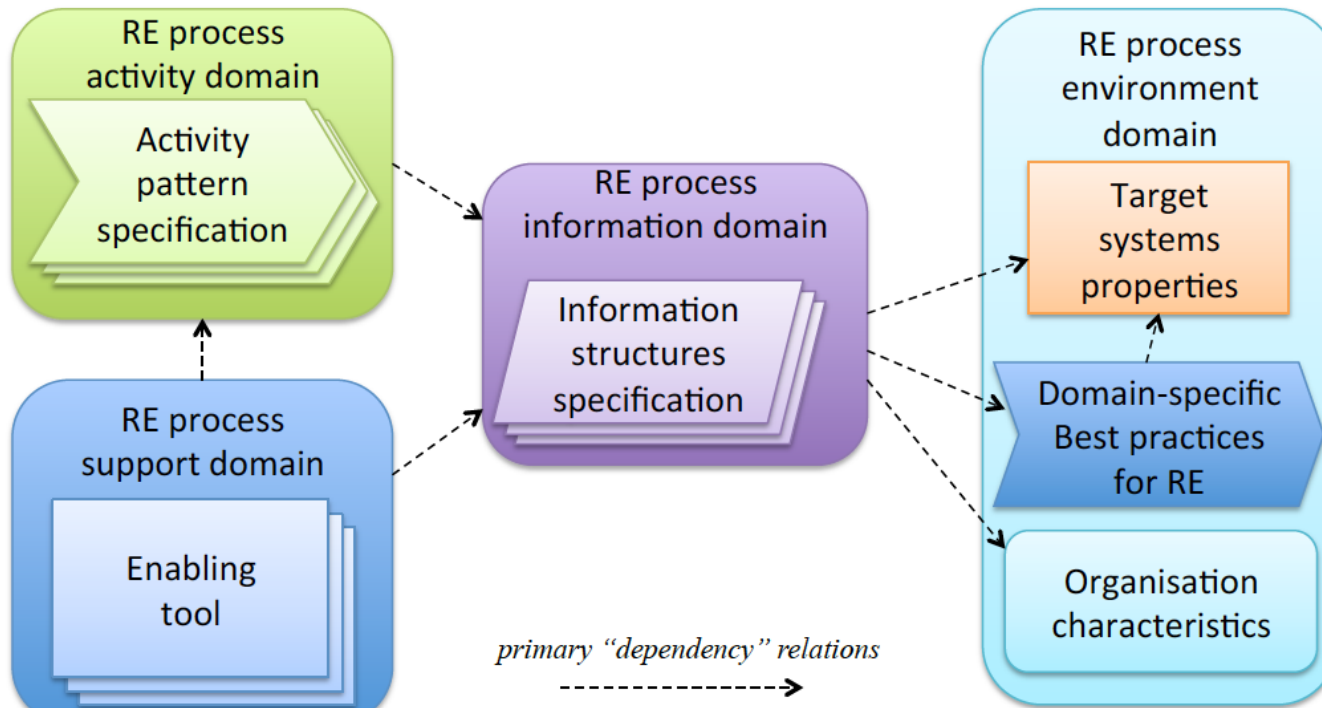 RE process
activity domain
Activity
pattern
specification
RE process
support domain
Enabling
tool
RE process
information domain
Information
structures
specification
primary “dependency” relations
RE process
environment
domain
Target
systems
properties
Domain-specific
Best practices
for RE
Organisation
characteristics